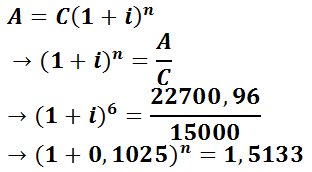 A = C(1 + i)ⁿ
→ (1 + i)ⁿ = A/C
→ (1 + i)⁶ = 22700,96/15000
→ (1 + 0,1025)ⁿ = 1,5133